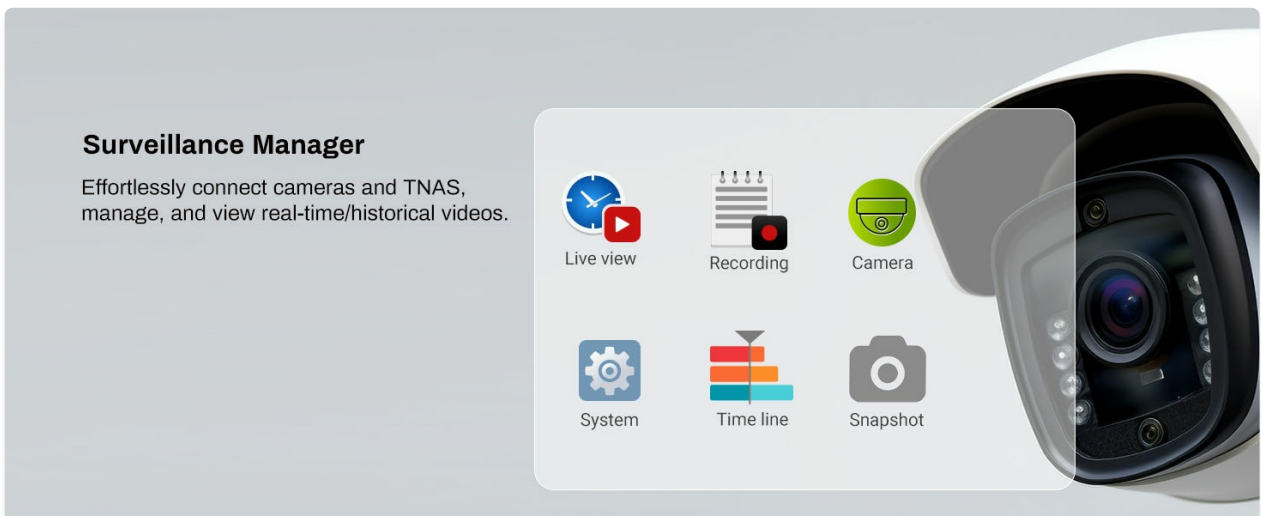 Surveillance Manager
Effortlessly connect cameras and TNAS,
manage, and view real-time/historical videos.
Live view
Recording
Camera
System
Time line
Snapshot